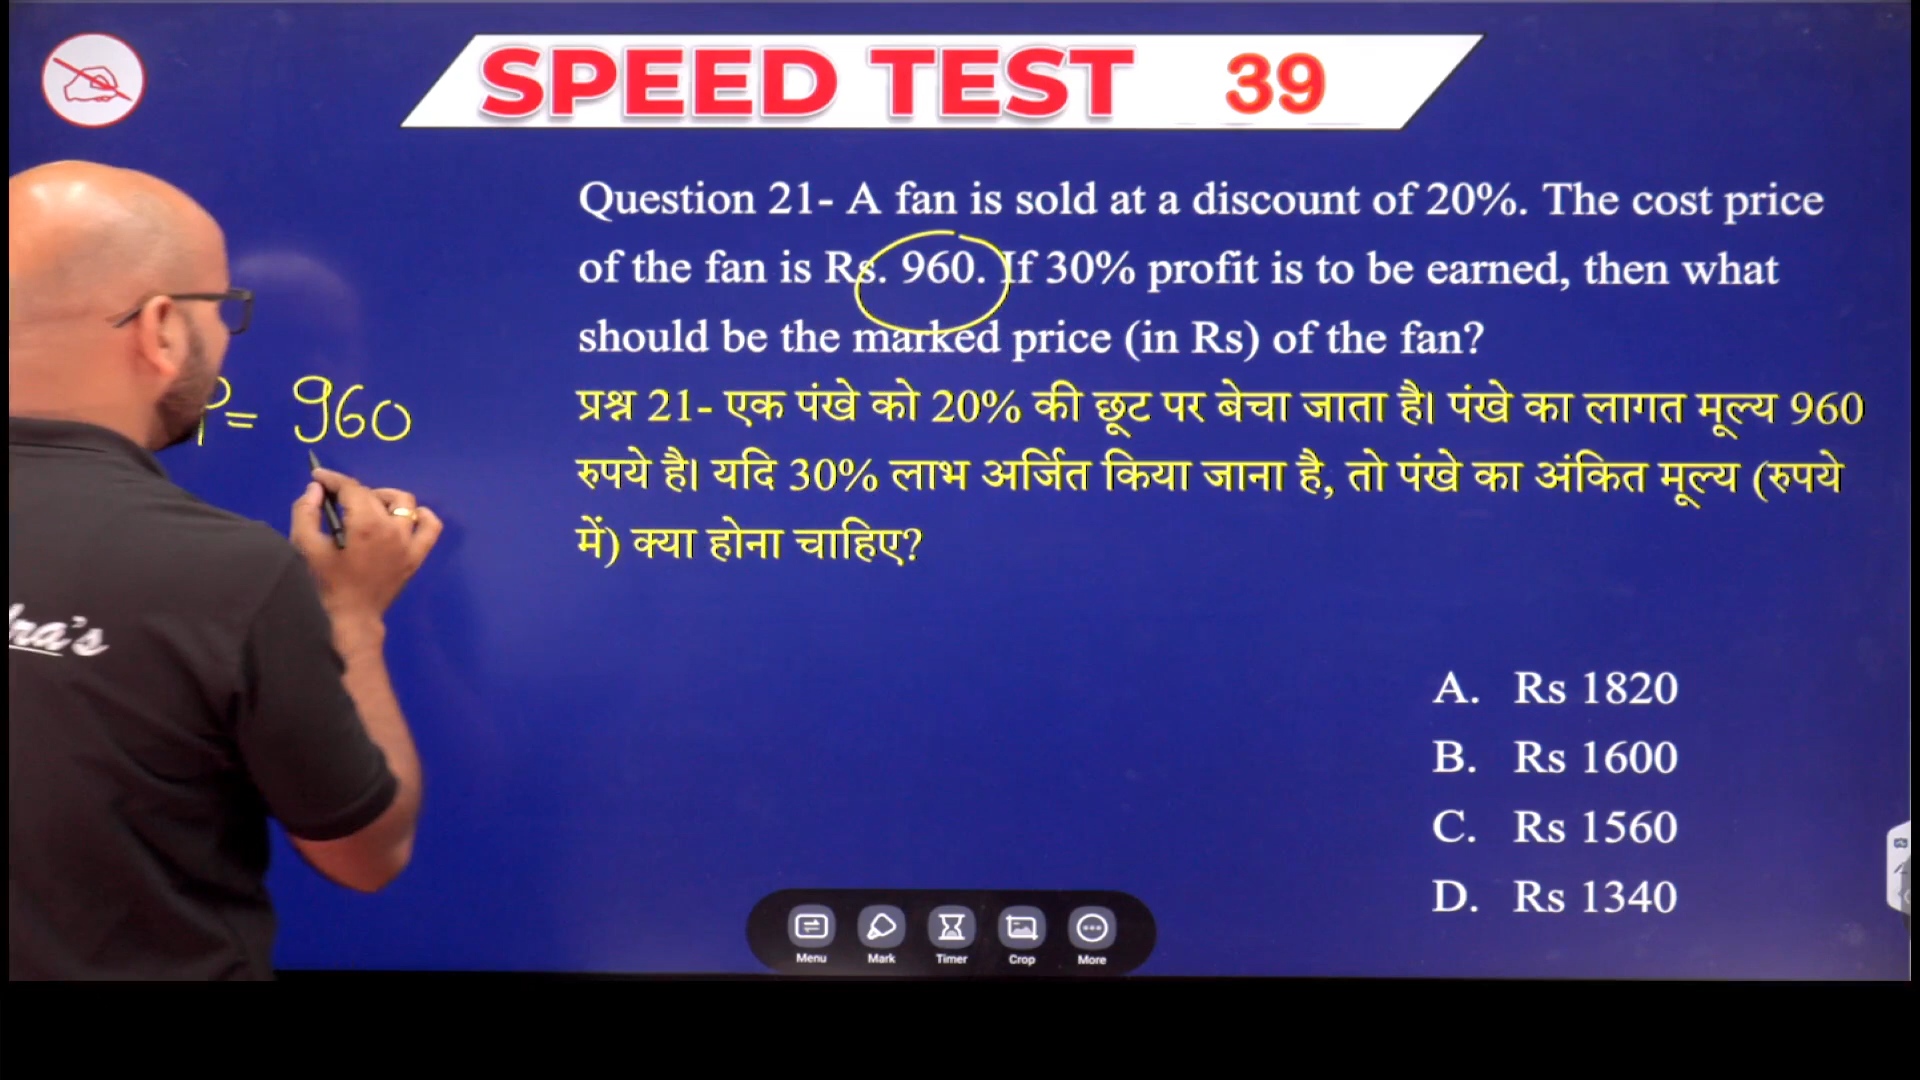 SPEED TEST 39
Question 21- A fan is sold at a discount of 20%. The cost price
of the fan is Rs. 960. If 30% profit is to be earned, then what
should be the marked price (in Rs) of the fan?
प्रश्न 21- एक पंखे को 20% की छूट पर बेचा जाता है। पंखे का लागत मूल्य 960
रुपये है। यदि 30% लाभ अर्जित किया जाना है, तो पंखे का अंकित मूल्य (रुपये
में) क्या होना चाहिए?
P = 960
A. Rs 1820
B. Rs 1600
C. Rs 1560
D. Rs 1340
Menu Mark Timer Crop More